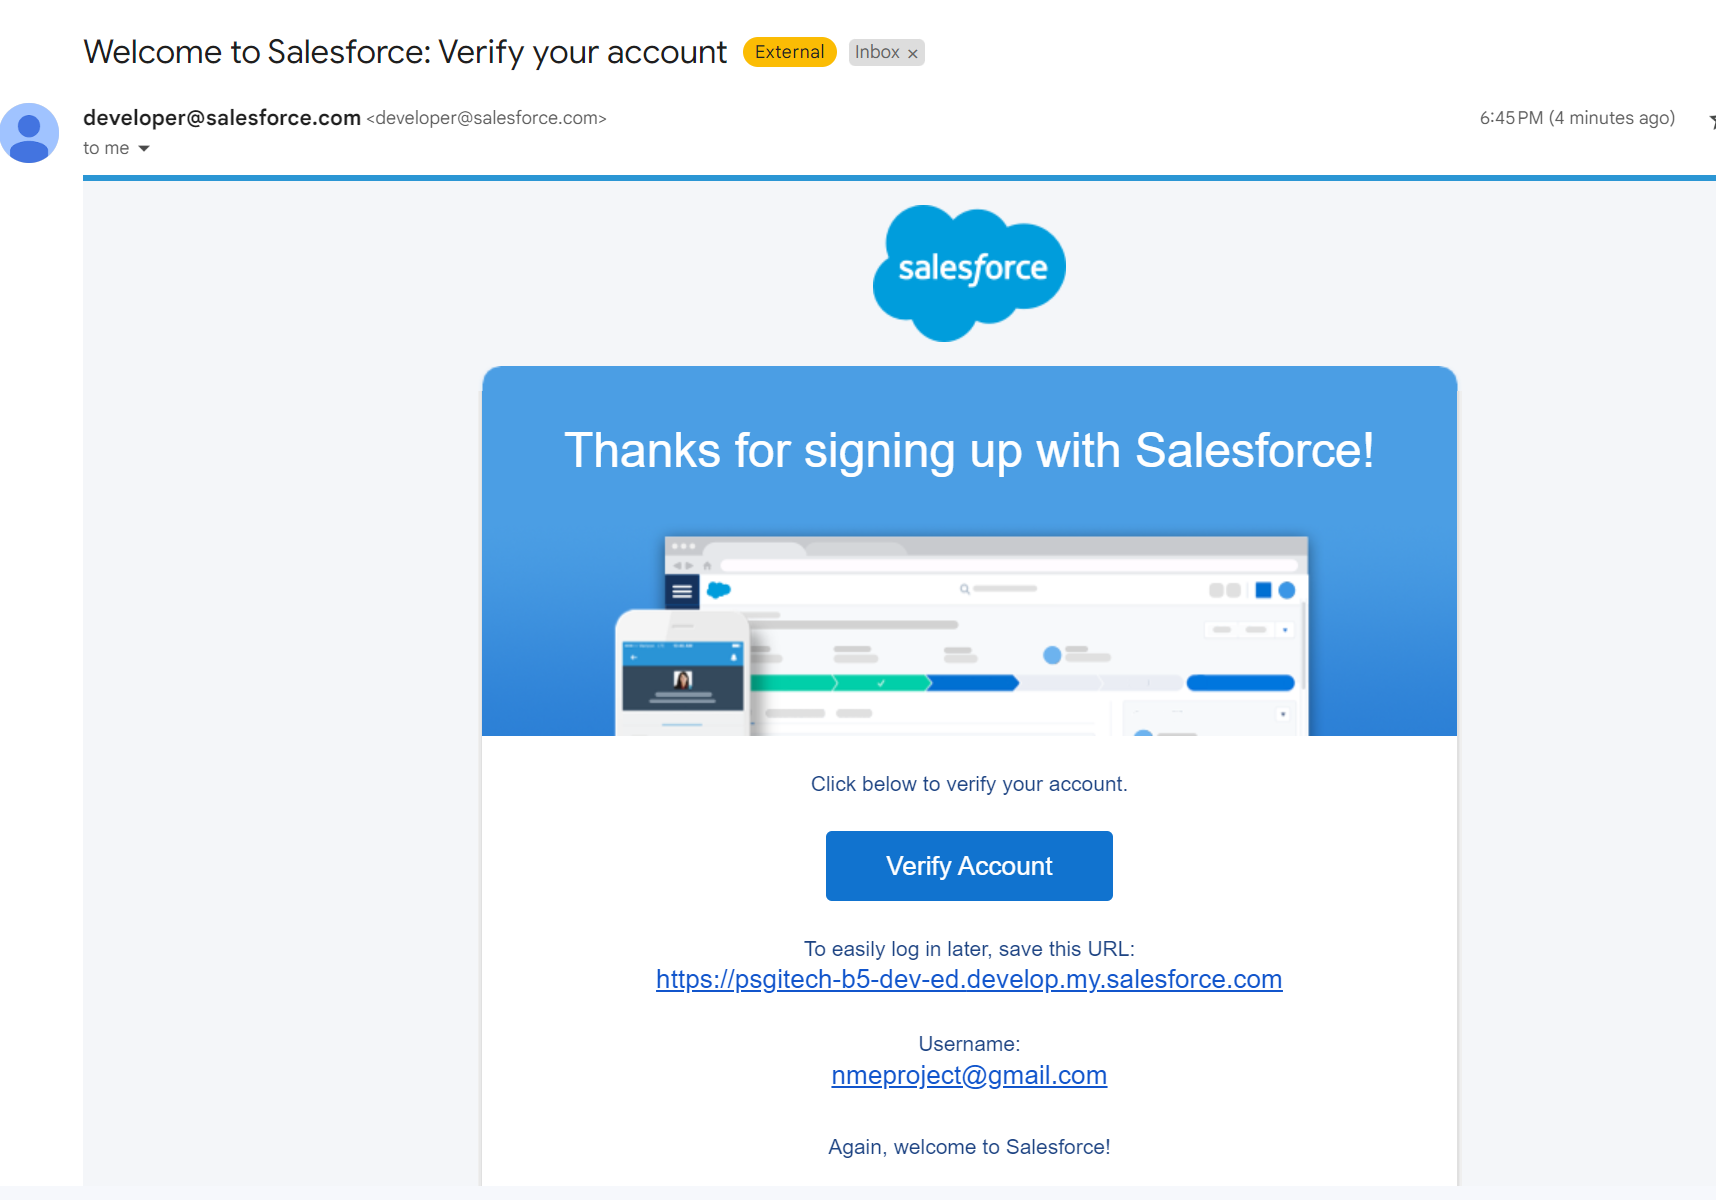 Welcome to Salesforce: Verify your account External Inbox ×
developer@salesforce.com <developer@salesforce.com> 6:45 PM (4 minutes ago)
to me
salesforce
Thanks for signing up with Salesforce!
Click below to verify your account.
Verify Account
To easily log in later, save this URL:
https://psgitech-b5-dev-ed.develop.my.salesforce.com
Username:
nmeproject@gmail.com
Again, welcome to Salesforce!